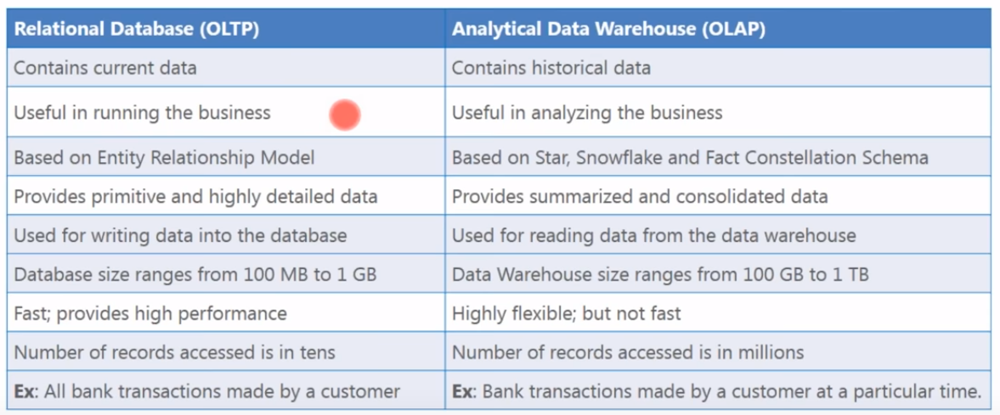 Relational Database (OLTP) Analytical Data Warehouse (OLAP)
Contains current data Contains historical data
Useful in running the business Useful in analyzing the business
Based on Entity Relationship Model Based on Star, Snowflake and Fact Constellation Schema
Provides primitive and highly detailed data Provides summarized and consolidated data
Used for writing data into the database Used for reading data from the data warehouse
Database size ranges from 100 MB to 1 GB Data Warehouse size ranges from 100 GB to 1 TB
Fast; provides high performance Highly flexible; but not fast
Number of records accessed is in tens Number of records accessed is in millions
Ex: All bank transactions made by a customer Ex: Bank transactions made by a customer at a particular time.